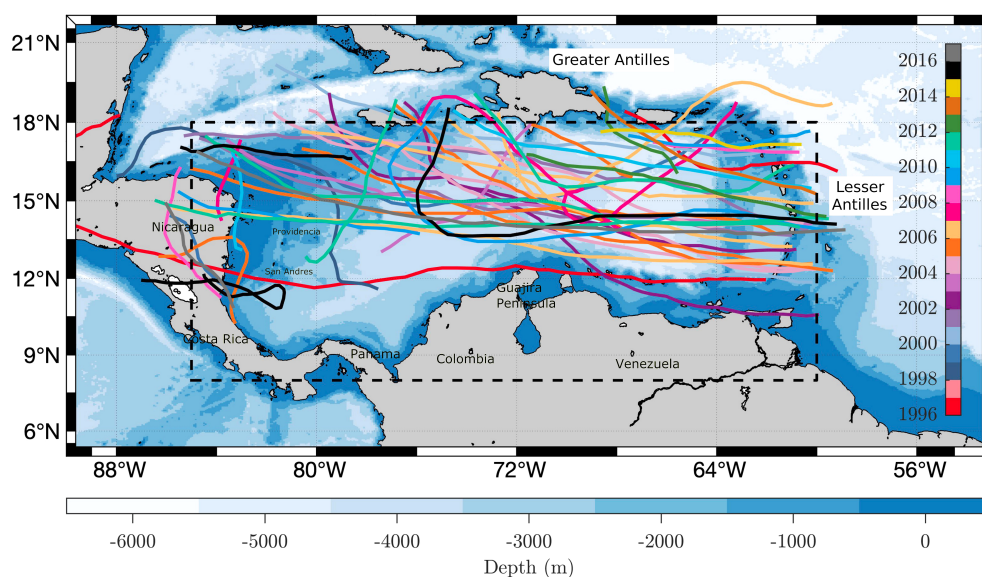 21°N
18°N
15°N
12°N
9°N
6°N
88°W
80°W
72°W
64°W
56°W
Greater Antilles
Lesser
Antilles
Nicaragua
Providencia
San Andres
Costa Rica
Panama
Colombia
Guajira
Peninsula
Venezuela
2016
2014
2012
2010
2008
2006
2004
2002
2000
1998
1996
-6000
-5000
-4000
-3000
-2000
-1000
0
Depth (m)